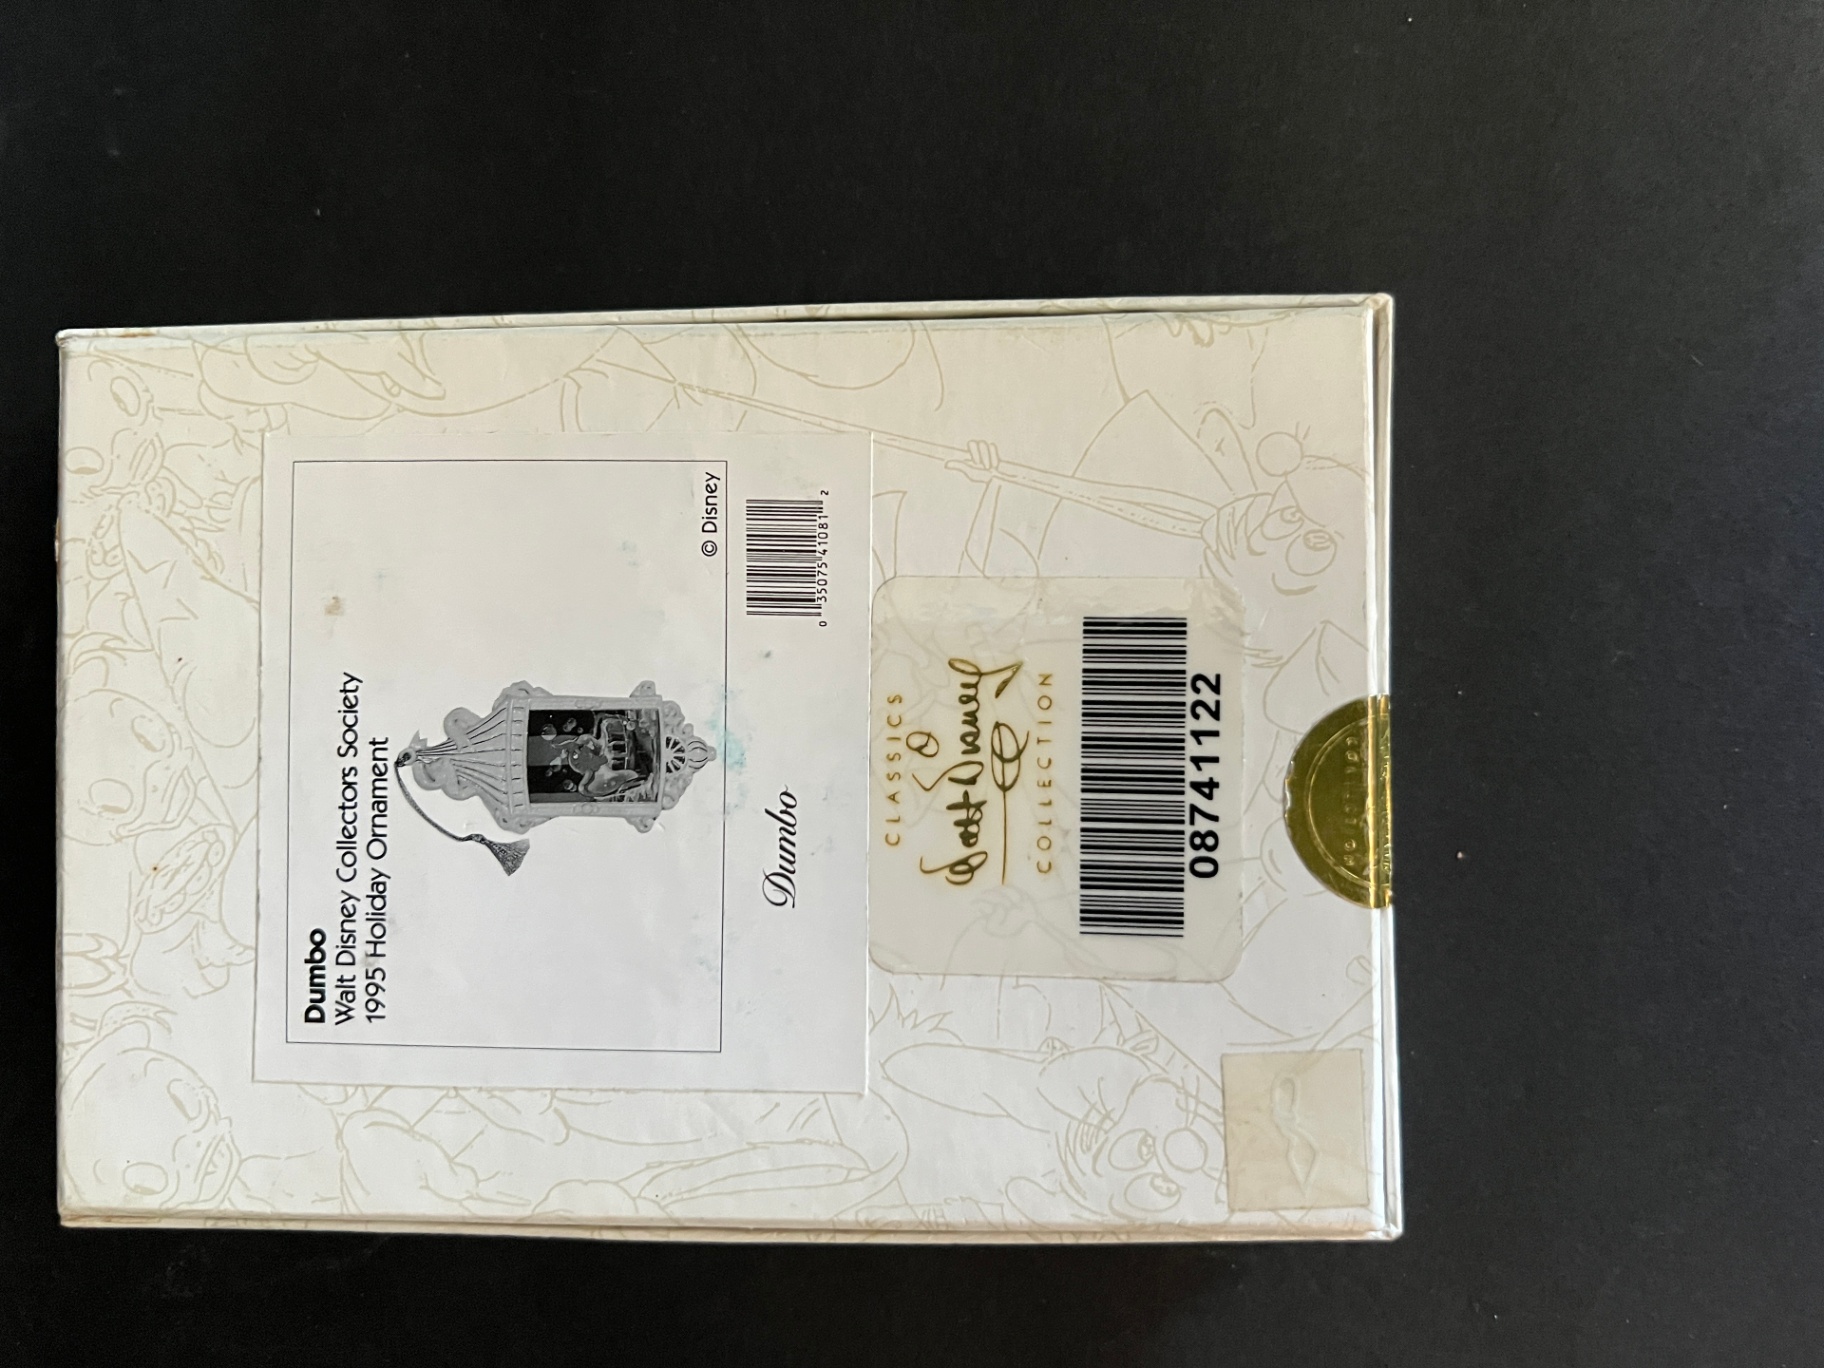 Dumbo
Walt Disney Collectors Society
1995 Holiday Ornament
© Disney
Dumbo
0 35075 41081 2
CLASSICS
Walt Disney
COLLECTION
08741122